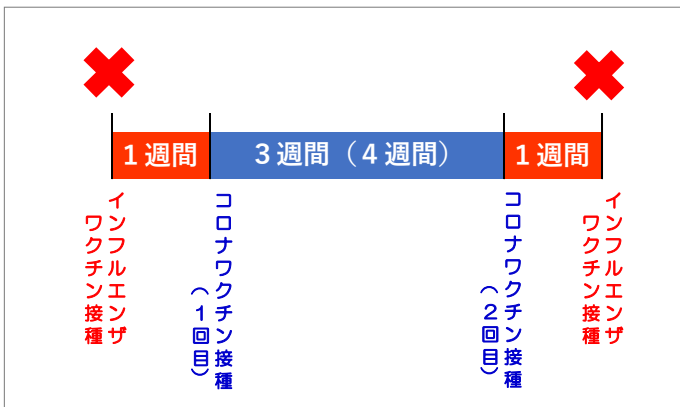 1週間
3週間（4週間）
1週間
インフルエンザ
ワクチン接種
コロナワクチン接種
（1回目）
コロナワクチン接種
（2回目）
インフルエンザ
ワクチン接種